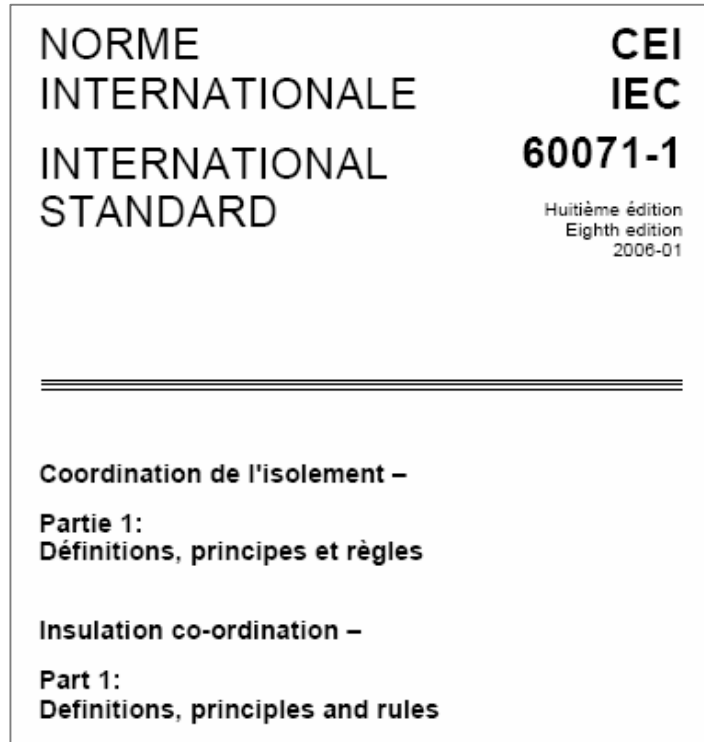 NORME
INTERNATIONALE
INTERNATIONAL
STANDARD
CEI
IEC
60071-1
Huitième édition
Eighth edition
2006-01
Coordination de l'isolement –
Partie 1:
Définitions, principes et règles
Insulation co-ordination –
Part 1:
Definitions, principles and rules